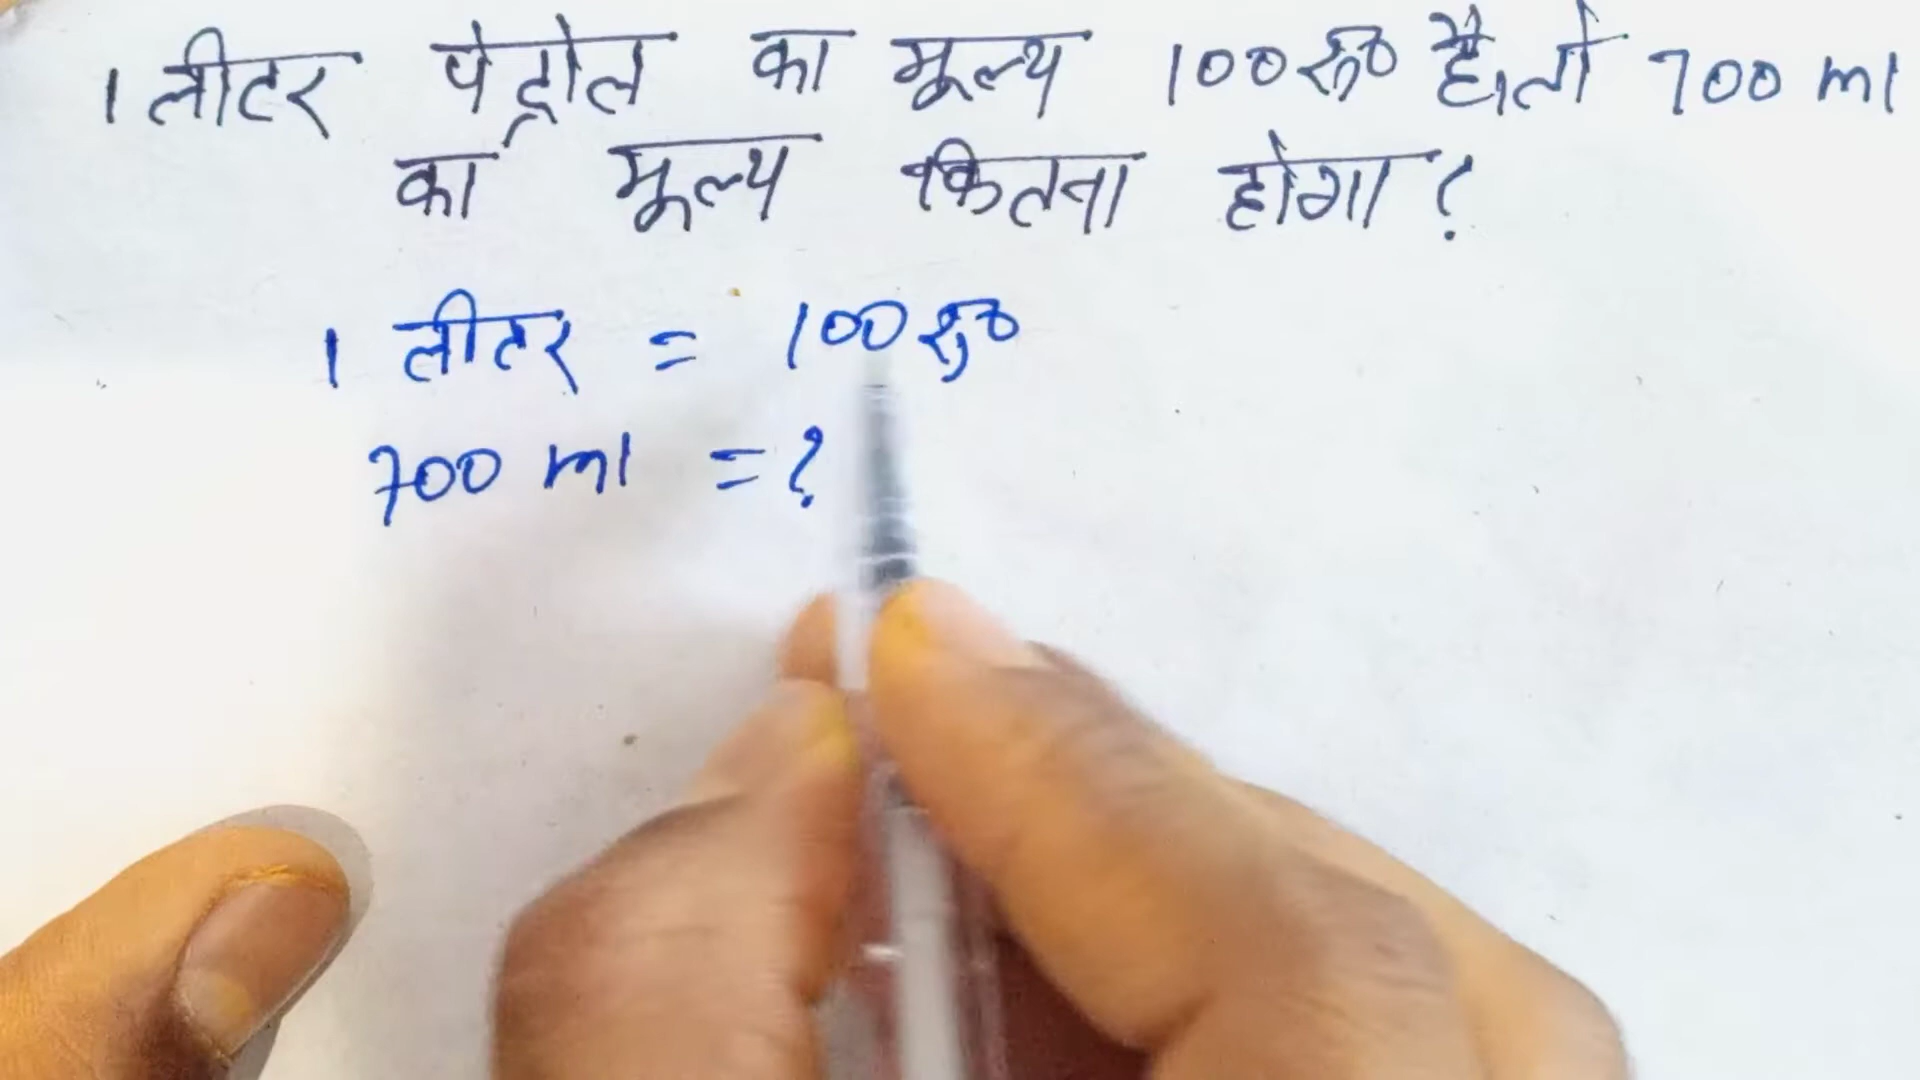 1 लीटर पेट्रोल का मूल्य 100 रु० है, तो 700 ml
का मूल्य कितना होगा ?
1 लीटर = 100 रु०
700 ml = ?